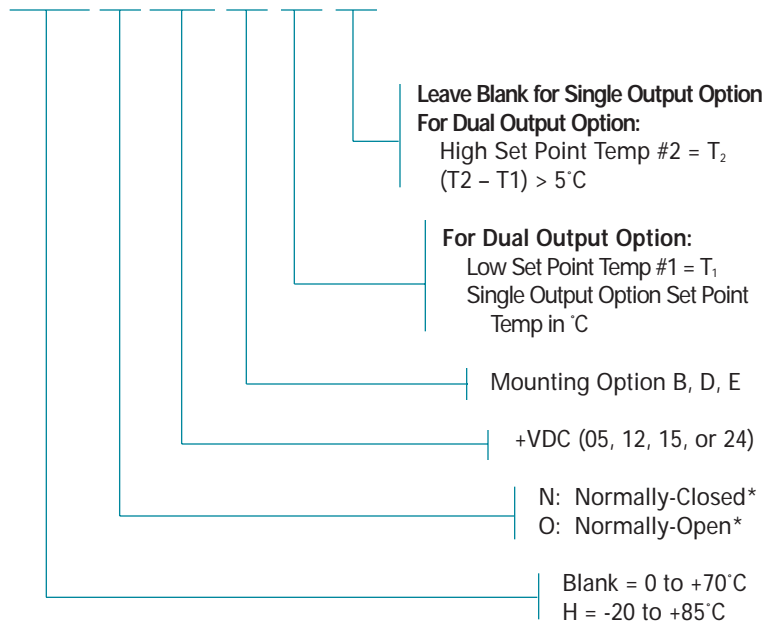 Leave Blank for Single Output Option
For Dual Output Option:
High Set Point Temp #2 = T₂
(T2 – T1) > 5˚C
For Dual Output Option:
Low Set Point Temp #1 = T₁
Single Output Option Set Point
Temp in ˚C
Mounting Option B, D, E
+VDC (05, 12, 15, or 24)
N: Normally-Closed*
O: Normally-Open*
Blank = 0 to +70˚C
H = -20 to +85˚C